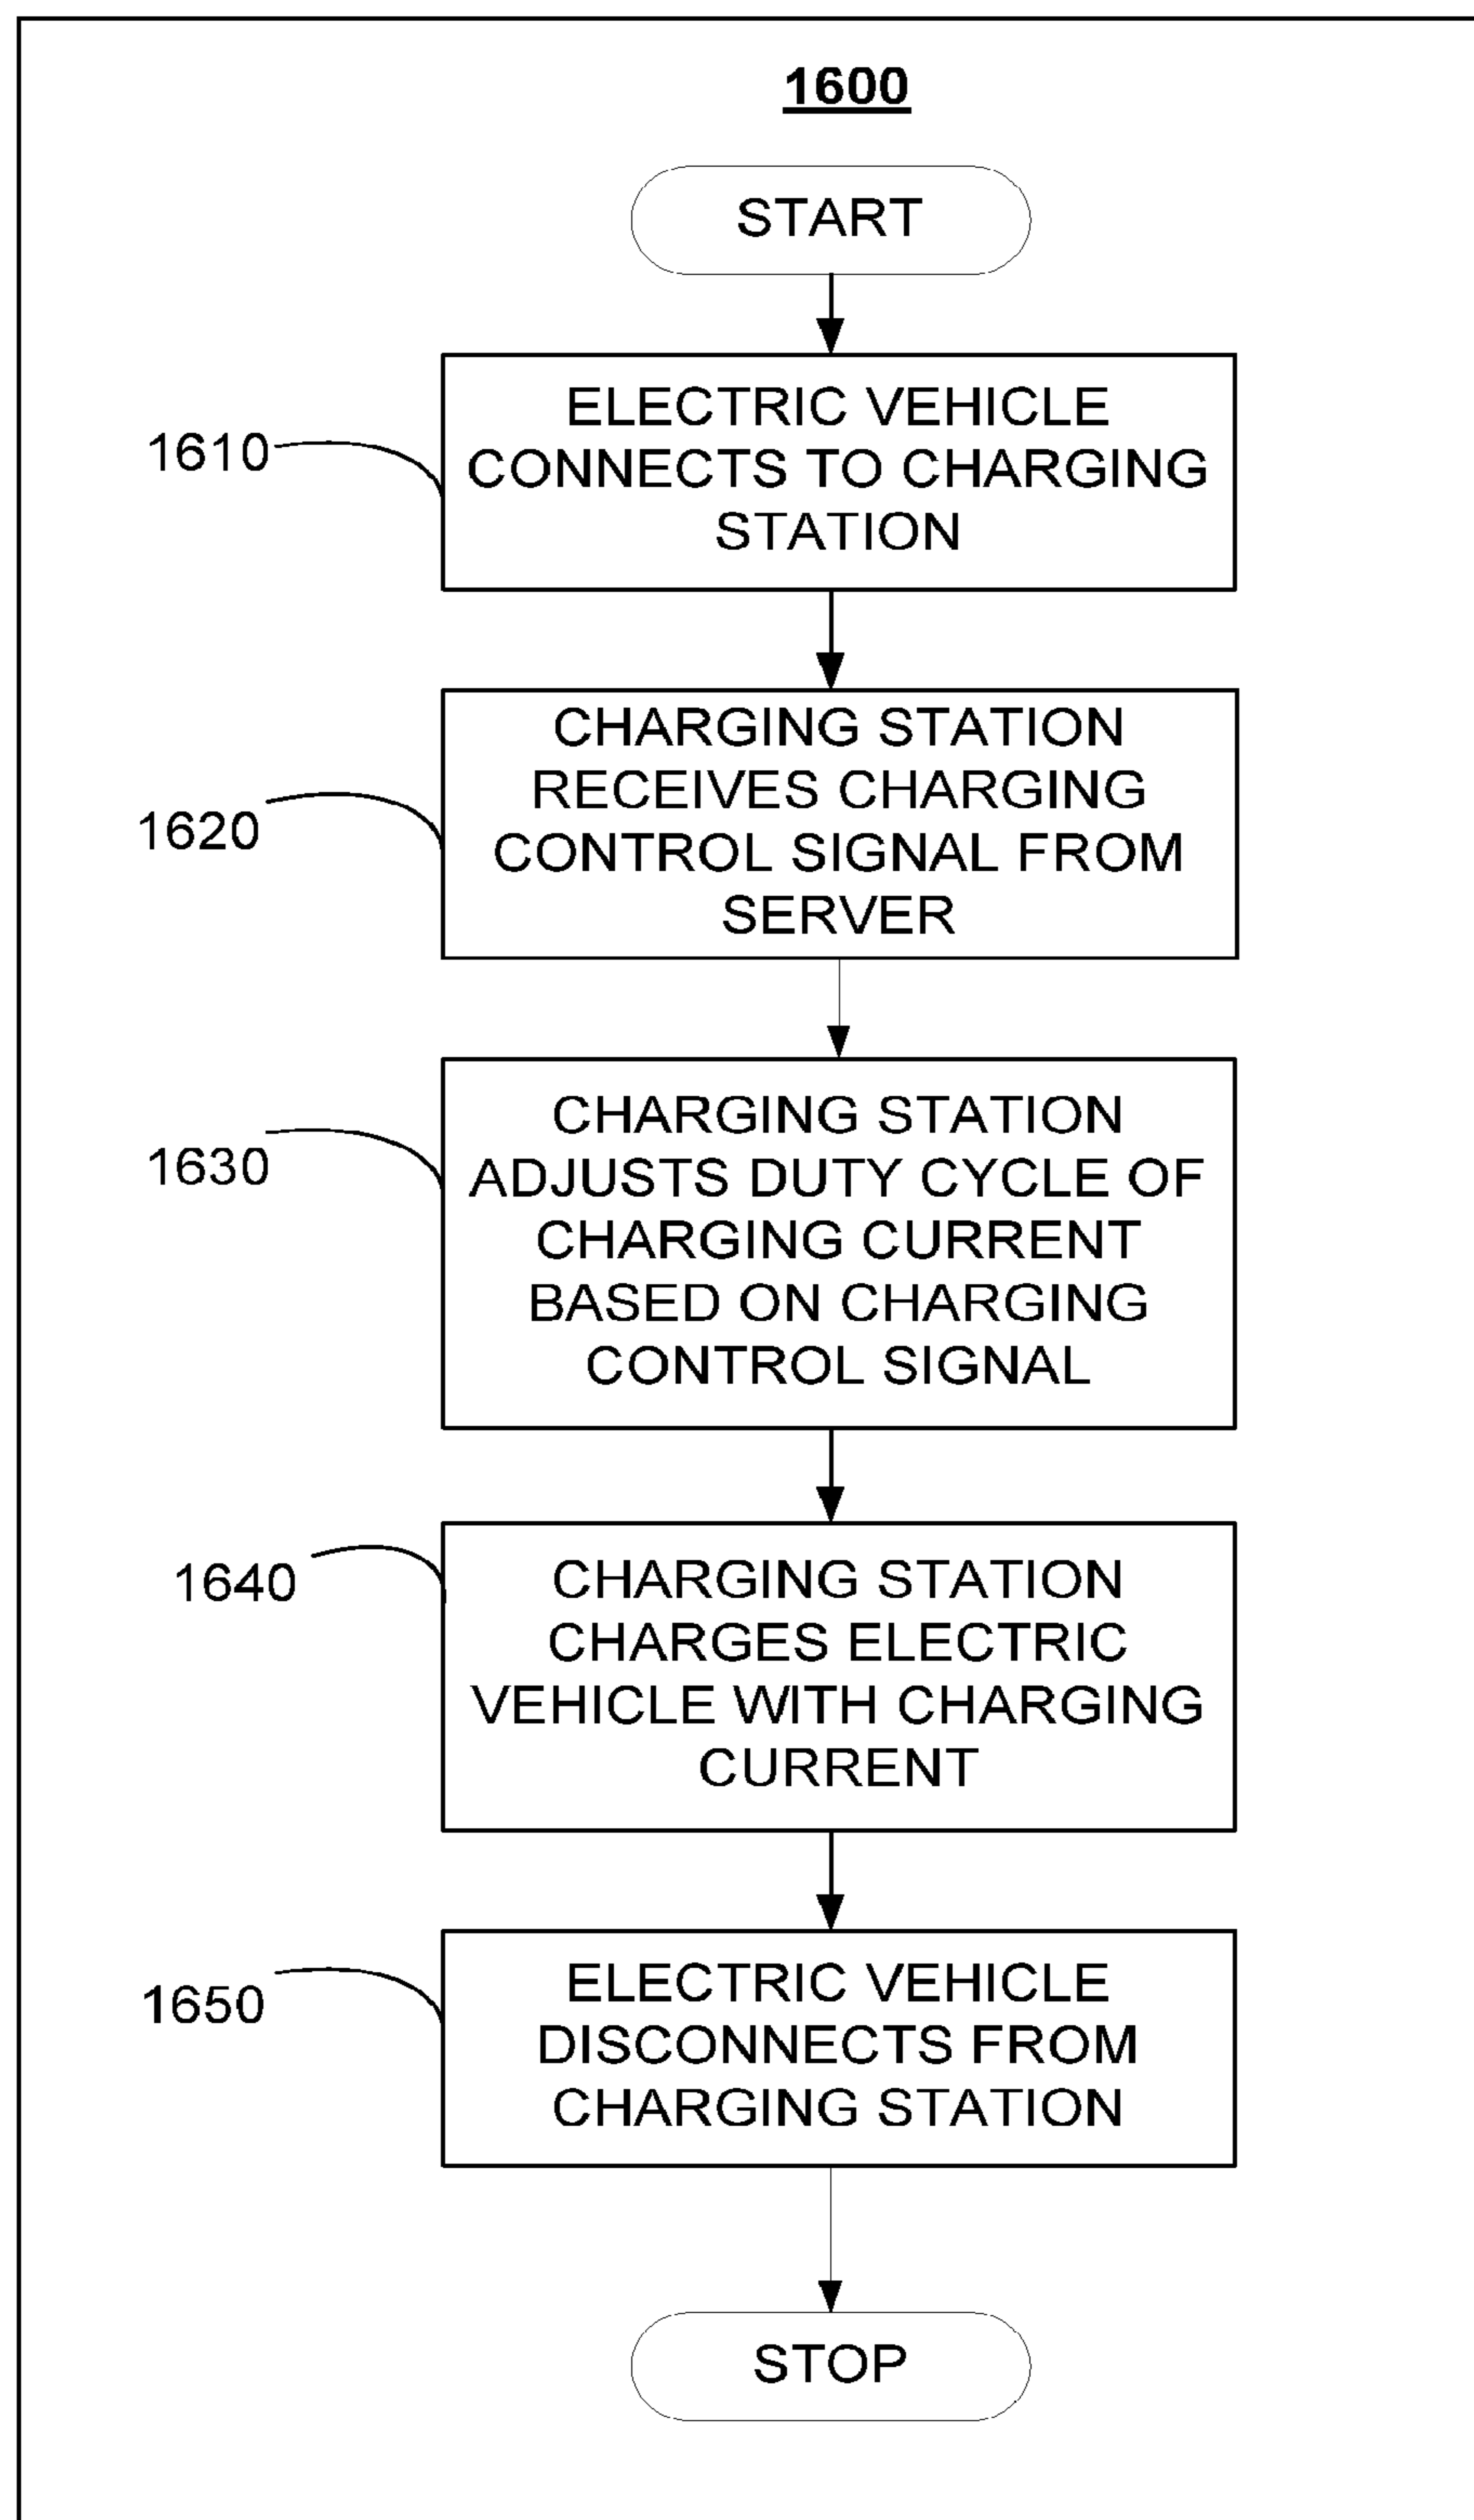 1600
START
1610
ELECTRIC VEHICLE
CONNECTS TO CHARGING
STATION
1620
CHARGING STATION
RECEIVES CHARGING
CONTROL SIGNAL FROM
SERVER
1630
CHARGING STATION
ADJUSTS DUTY CYCLE OF
CHARGING CURRENT
BASED ON CHARGING
CONTROL SIGNAL
1640
CHARGING STATION
CHARGES ELECTRIC
VEHICLE WITH CHARGING
CURRENT
1650
ELECTRIC VEHICLE
DISCONNECTS FROM
CHARGING STATION
STOP